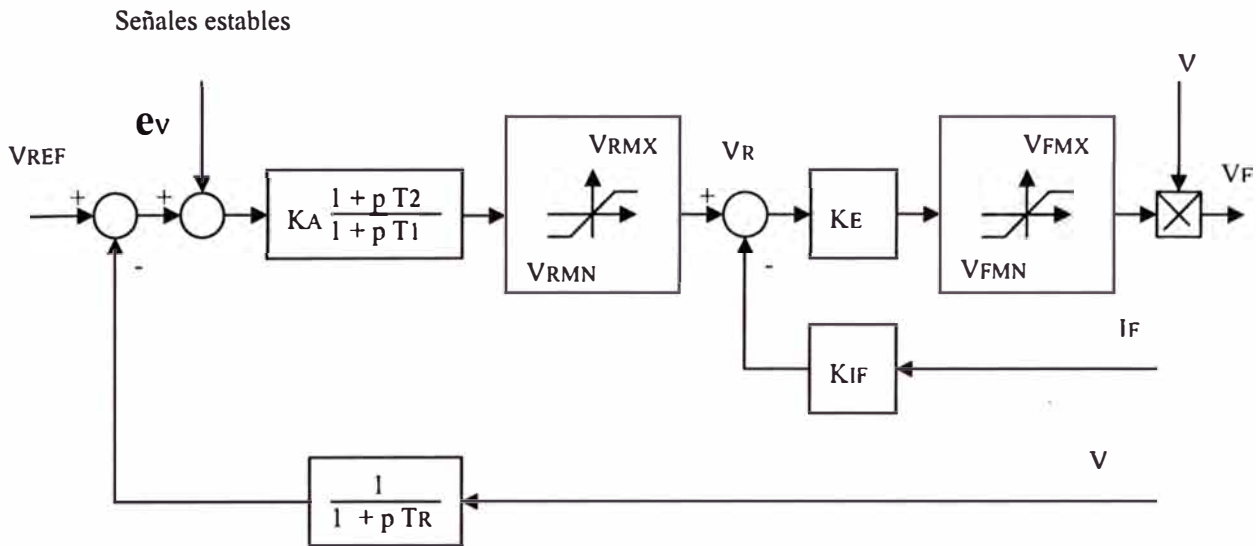 Señales estables
ev
VREF
+
+
-
KA
1 + p T2
1 + p T1
VRMX
VRMN
VR
+
-
KE
VFMX
VFMN
V
VF
IF
KIF
V
1
1 + p TR